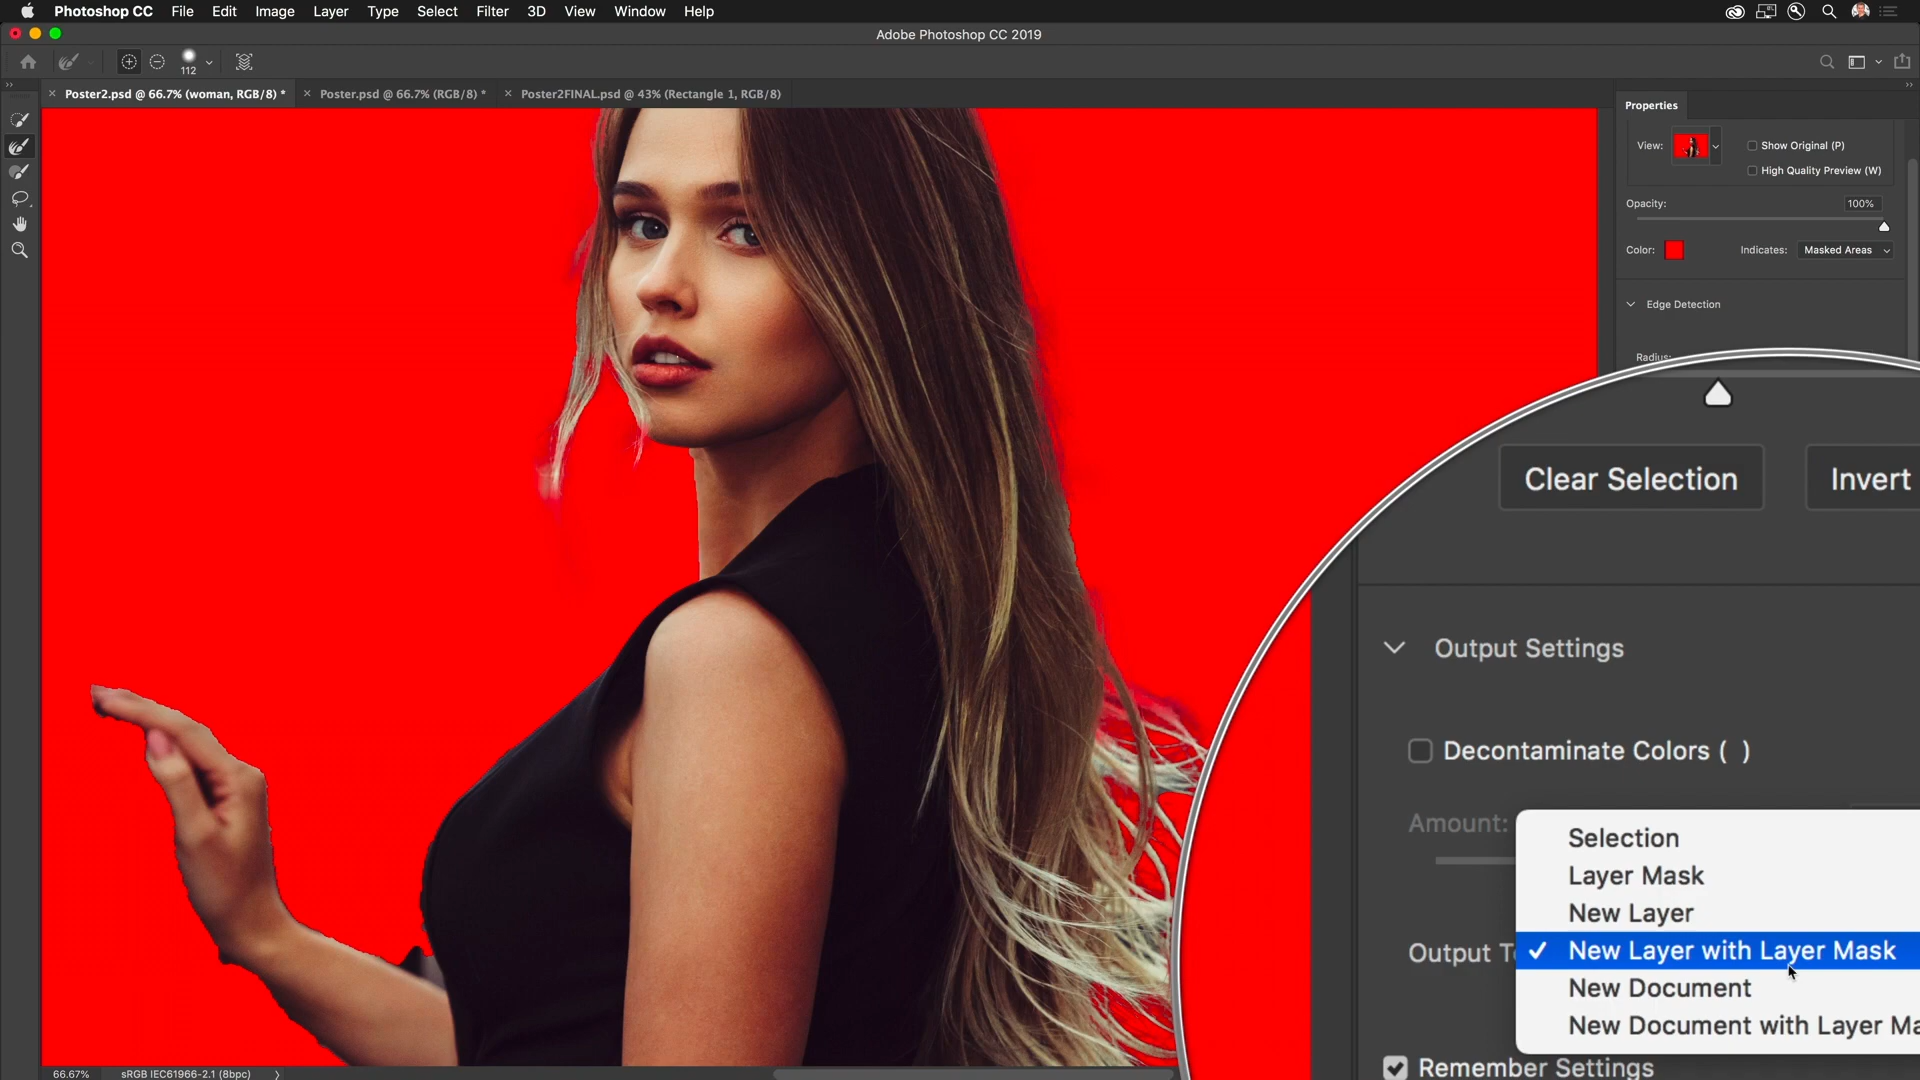 Photoshop CC File Edit Image Layer Type Select Filter 3D View Window Help
Adobe Photoshop CC 2019
112
Poster2.psd @ 66.7% (woman, RGB/8) * Poster.psd @ 66.7% (RGB/8) * Poster2FINAL.psd @ 43% (Rectangle 1, RGB/8)
Properties
View: Show Original (P)
High Quality Preview (W)
Opacity: 100%
Color: Indicates: Masked Areas
Edge Detection
Radius:
Clear Selection Invert
Output Settings
Decontaminate Colors ( )
Amount:
Selection
Layer Mask
New Layer
Output T
New Layer with Layer Mask
New Document
New Document with Layer Ma
Remember Settings
66.67% sRGB IEC61966-2.1 (8bpc)